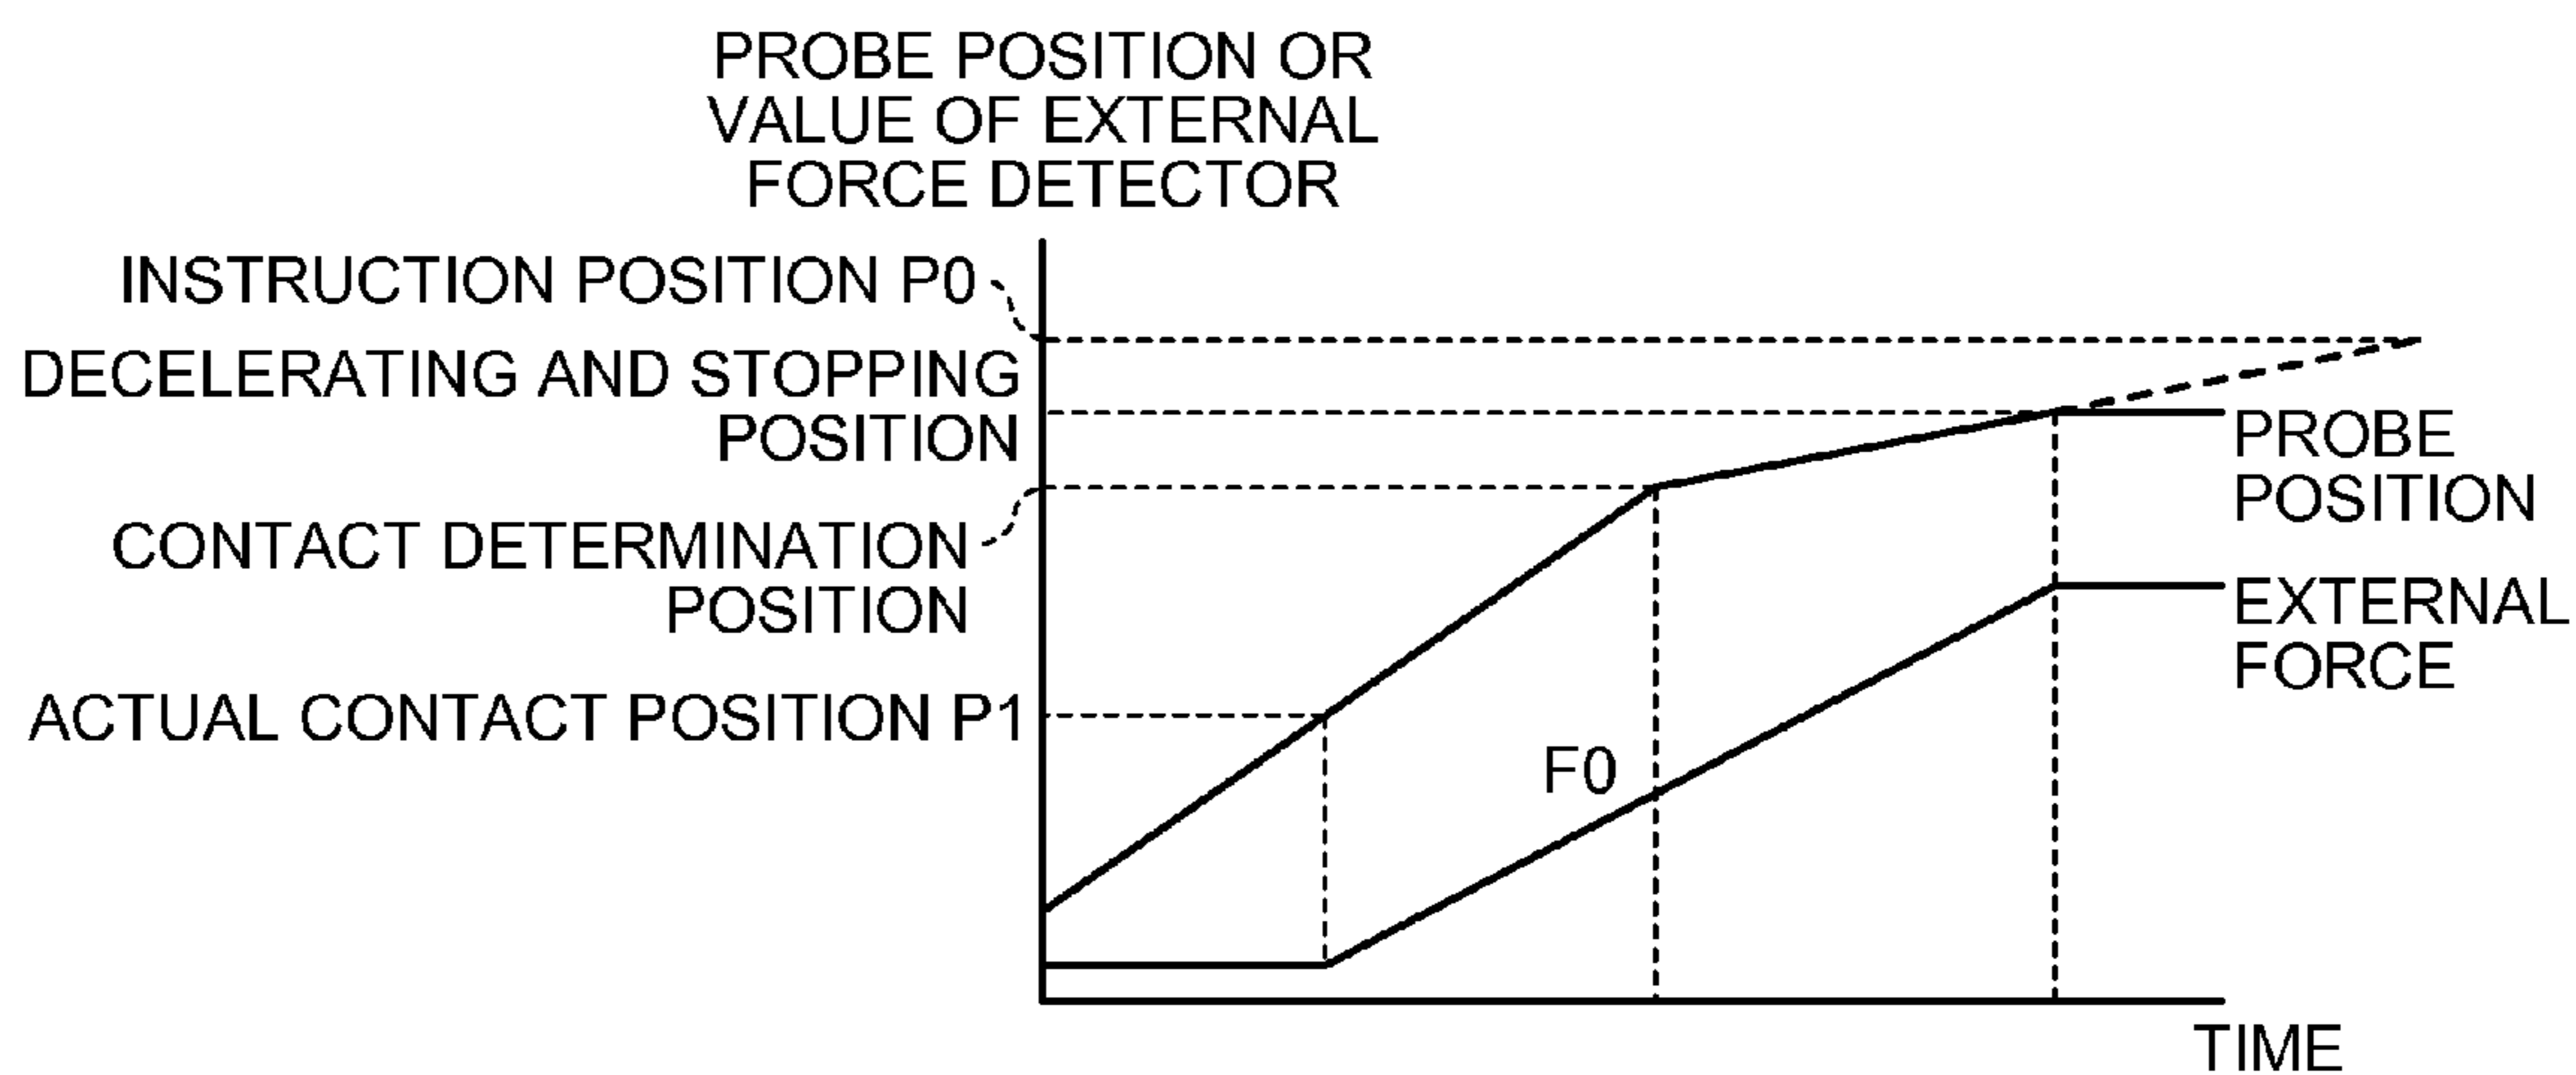 PROBE POSITION OR
VALUE OF EXTERNAL
FORCE DETECTOR
INSTRUCTION POSITION P0
DECELERATING AND STOPPING
POSITION
CONTACT DETERMINATION
POSITION
ACTUAL CONTACT POSITION P1
F0
PROBE
POSITION
EXTERNAL
FORCE
TIME